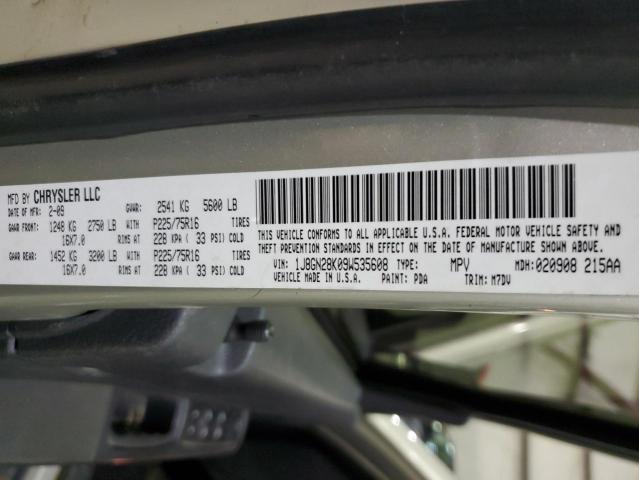 MFD BY CHRYSLER LLC
DATE OF MFR: 2-09 GVWR: 2541 KG 5600 LB
GAWR FRONT: 1248 KG 2750 LB P225/75R16 TIRES
16X7.0 RIMS AT 228 KPA ( 33 PSI) COLD
GAWR REAR: 1452 KG 3200 LB P225/75R16 TIRES
16X7.0 RIMS AT 228 KPA ( 33 PSI) COLD
THIS VEHICLE CONFORMS TO ALL APPLICABLE U.S.A. FEDERAL MOTOR VEHICLE SAFETY AND
THEFT PREVENTION STANDARDS IN EFFECT ON THE DATE OF MANUFACTURE SHOWN ABOVE.
VIN: 1J8GN28K09W535608 TYPE: MPV MDH:020908 215AA
VEHICLE MADE IN U.S.A. PAINT: PDA TRIM: M7DV